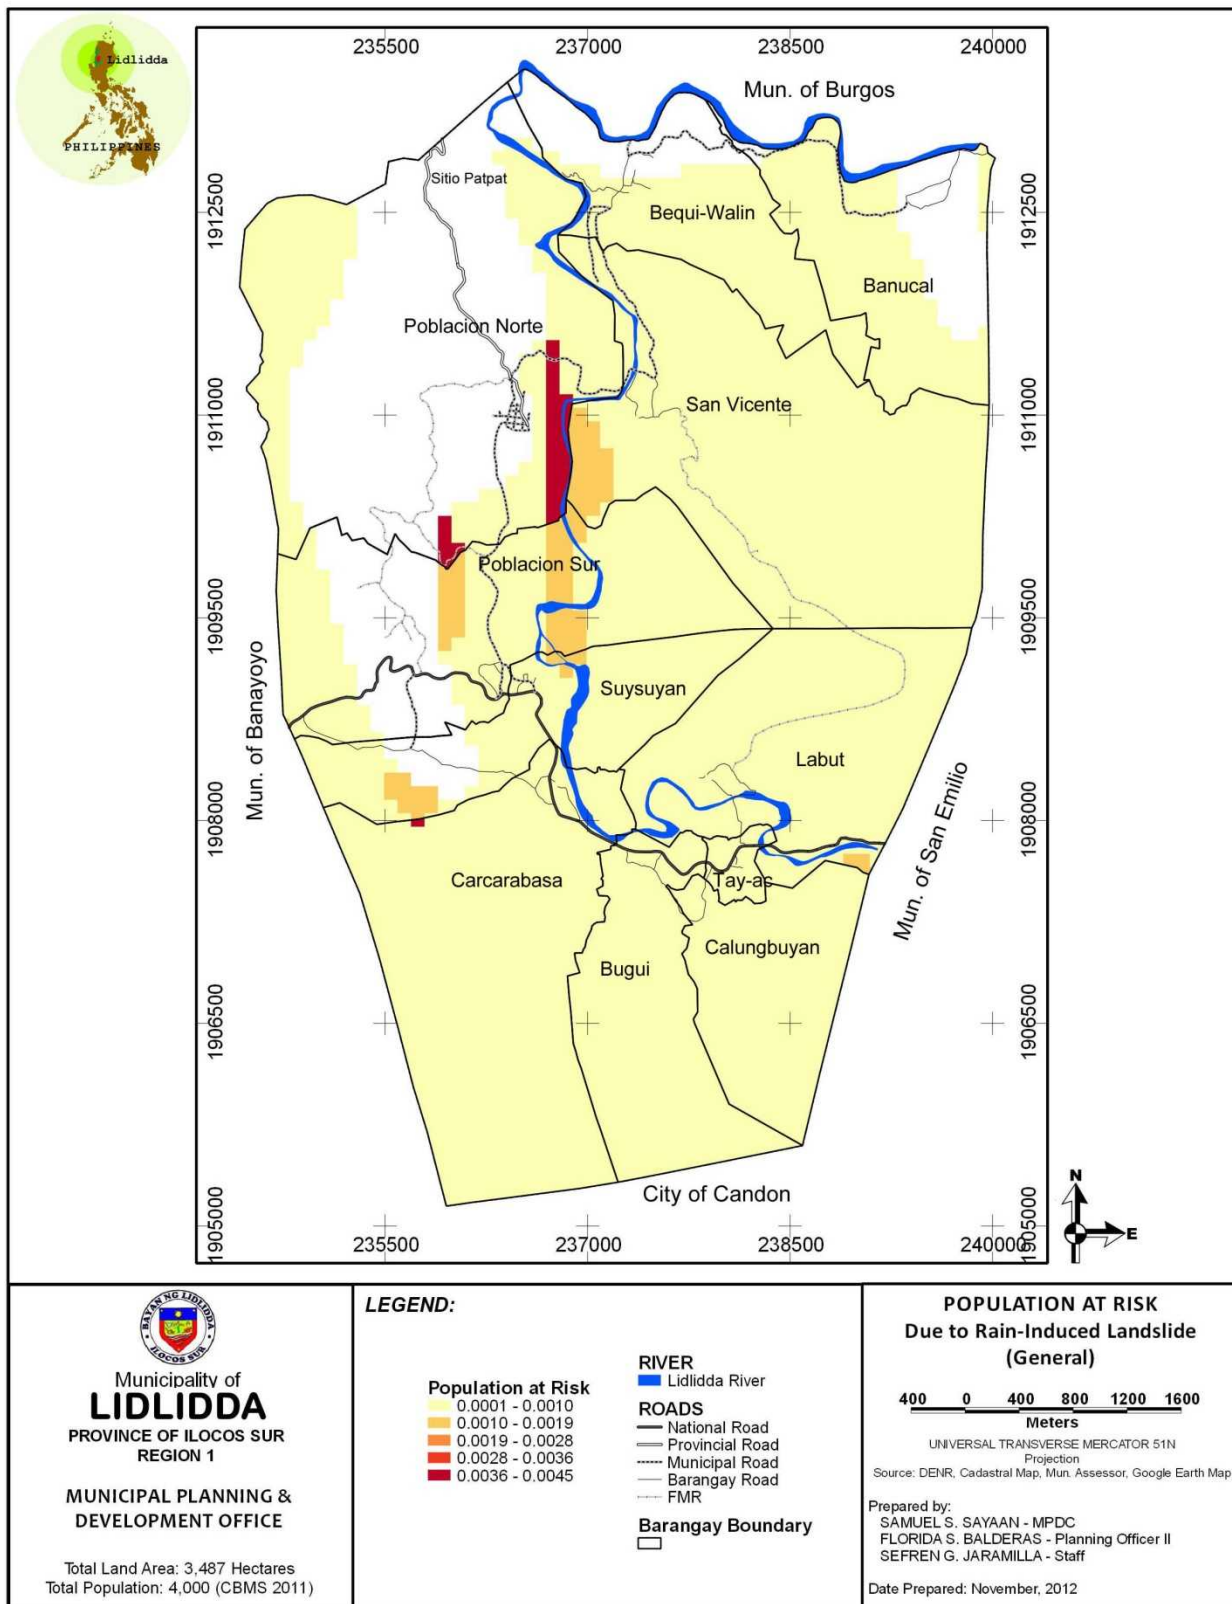 Lidlidda
PHILIPPINES
235500
237000
238500
240000
Mun. of Burgos
Sitio Patpat
1912500
1912500
Bequi-Walin
Banucal
Poblacion Norte
1911000
San Vicente
1911000
Poblacion Sur
1909500
1909500
Mun. of Banayoyo
Suysuyan
Labut
Mun. of San Emilio
1908000
1908000
Carcarabasa
Tay-ac
Calungbuyan
Bugui
1906500
1906500
City of Candon
1905000
1905000
235500
237000
238500
240000
N
E
BAYAN NG LIDLIDDA
ILOCOS SUR
Municipality of
LIDLIDDA
PROVINCE OF ILOCOS SUR
REGION 1
MUNICIPAL PLANNING &
DEVELOPMENT OFFICE
Total Land Area: 3,487 Hectares
Total Population: 4,000 (CBMS 2011)
LEGEND:
Population at Risk
0.0001 - 0.0010
0.0010 - 0.0019
0.0019 - 0.0028
0.0028 - 0.0036
0.0036 - 0.0045
RIVER
Lidlidda River
ROADS
National Road
Provincial Road
Municipal Road
Barangay Road
FMR
Barangay Boundary
POPULATION AT RISK
Due to Rain-Induced Landslide
(General)
400 0 400 800 1200 1600
Meters
UNIVERSAL TRANSVERSE MERCATOR 51N
Projection
Source: DENR, Cadastral Map, Mun. Assessor, Google Earth Map
Prepared by:
SAMUEL S. SAYAAN - MPDC
FLORIDA S. BALDERAS - Planning Officer II
SEFREN G. JARAMILLA - Staff
Date Prepared: November, 2012